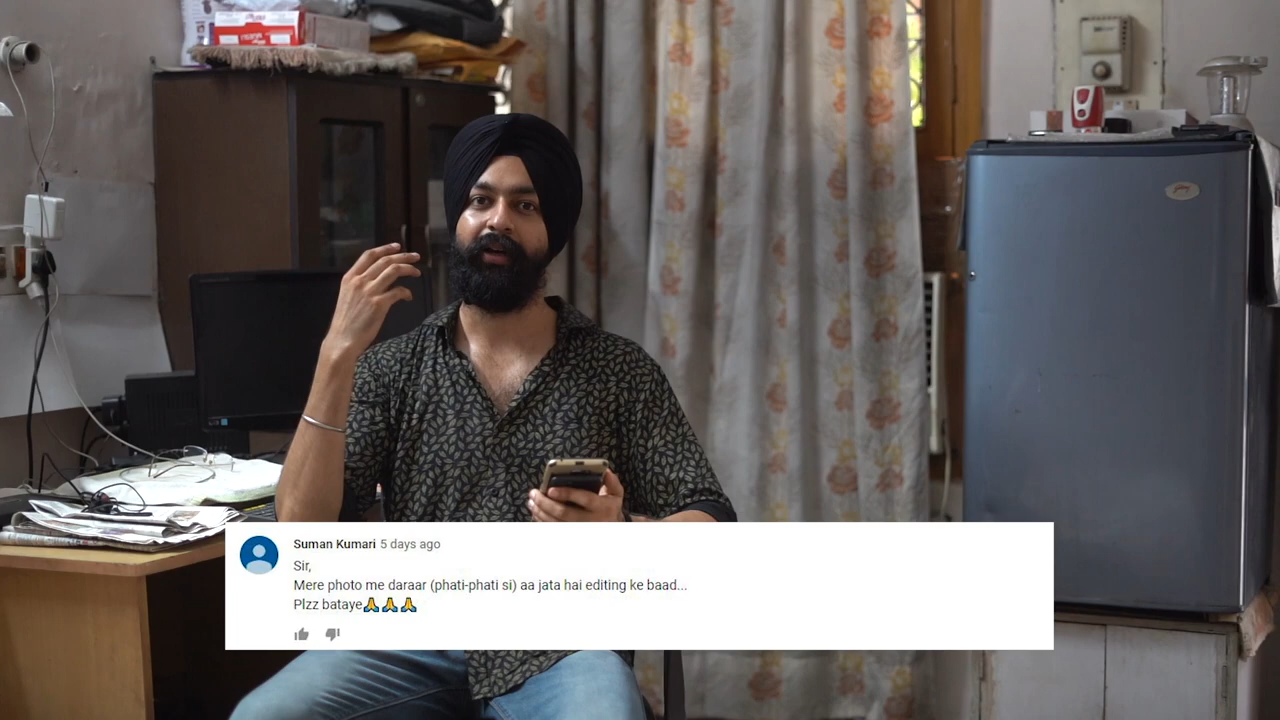 Suman Kumari 5 days ago
Sir,
Mere photo me daraar (phati-phati si) aa jata hai editing ke baad...
Plzz bataye🙏🙏🙏